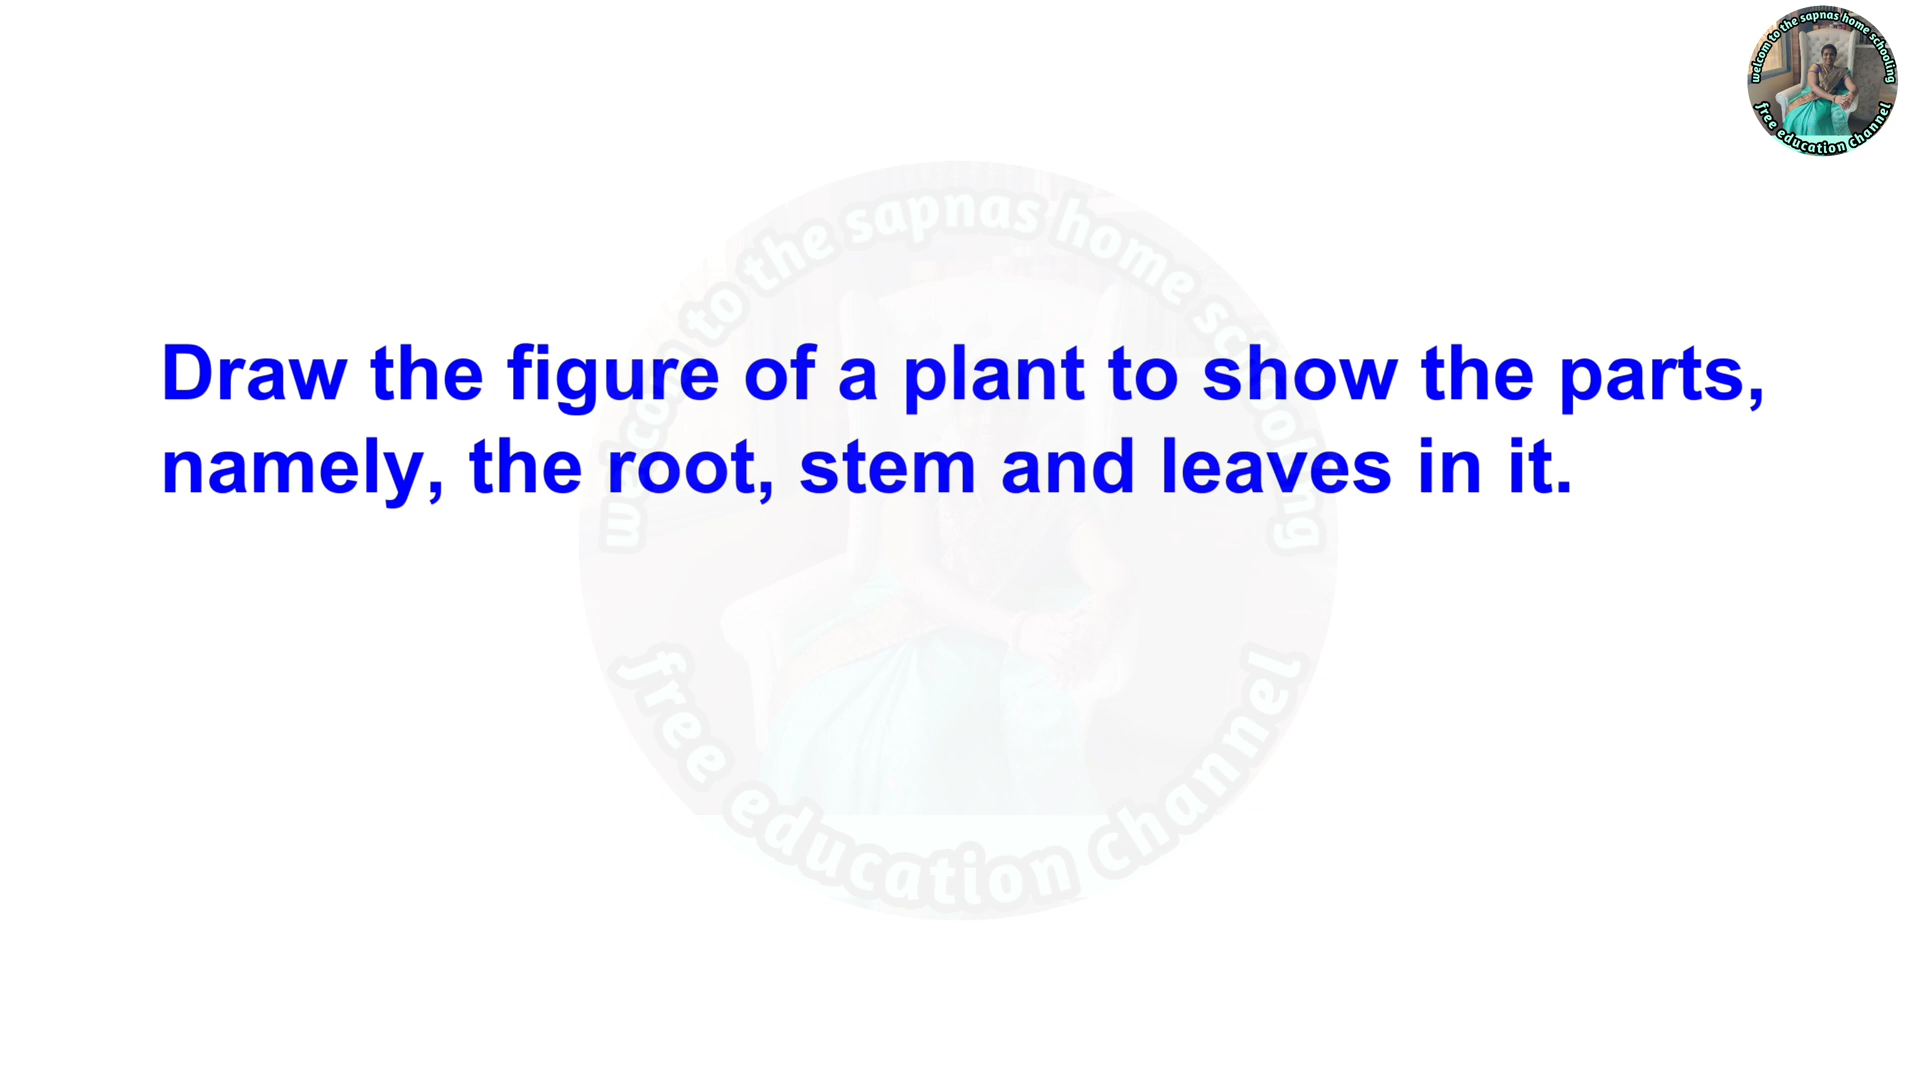 welcom to the sapnas home schooling
free education channel
Draw the figure of a plant to show the parts,
namely, the root, stem and leaves in it.
welcom to the sapnas home schooling
free education channel